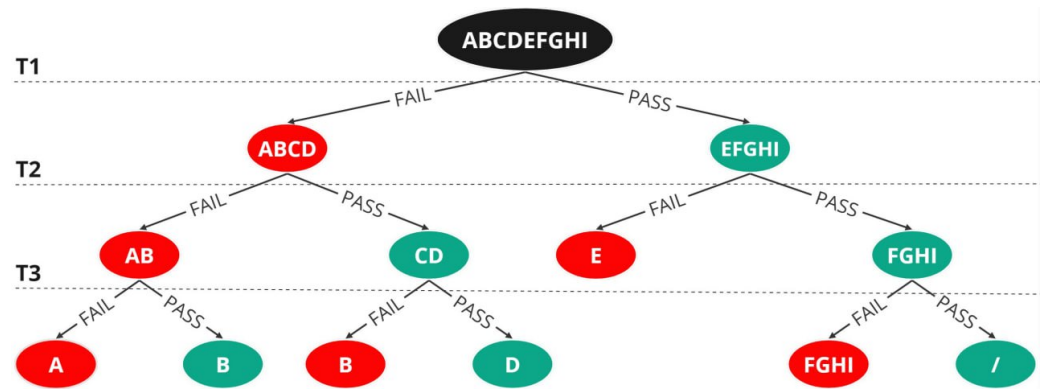 ABCDEFGHI
T1
FAIL PASS
ABCD EFGHI
T2
FAIL PASS FAIL PASS
AB CD E FGHI
T3
FAIL PASS FAIL PASS FAIL PASS
A B B D FGHI /